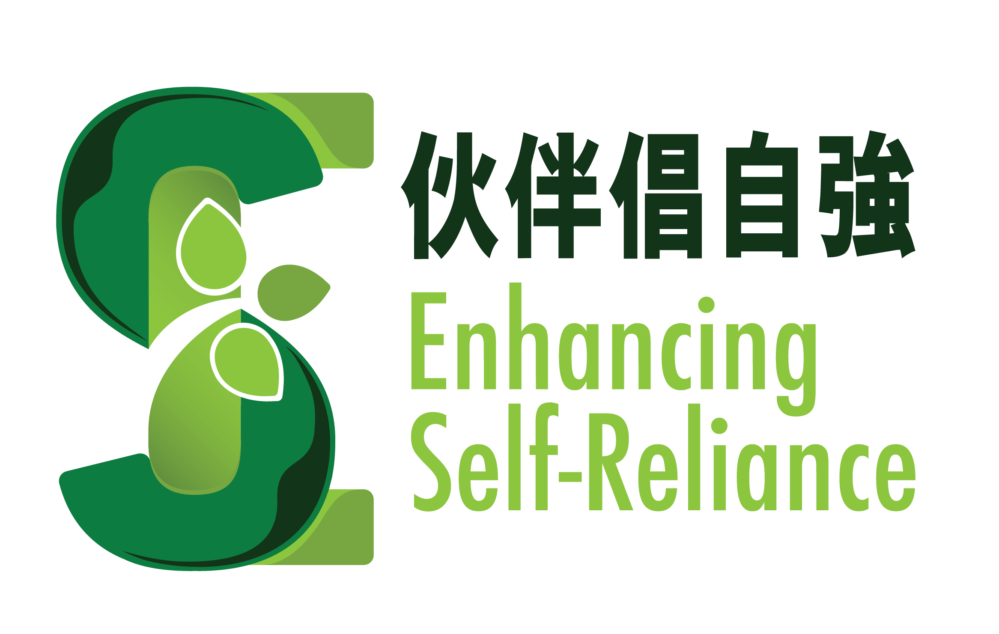 伙伴倡自強
Enhancing
Self-Reliance